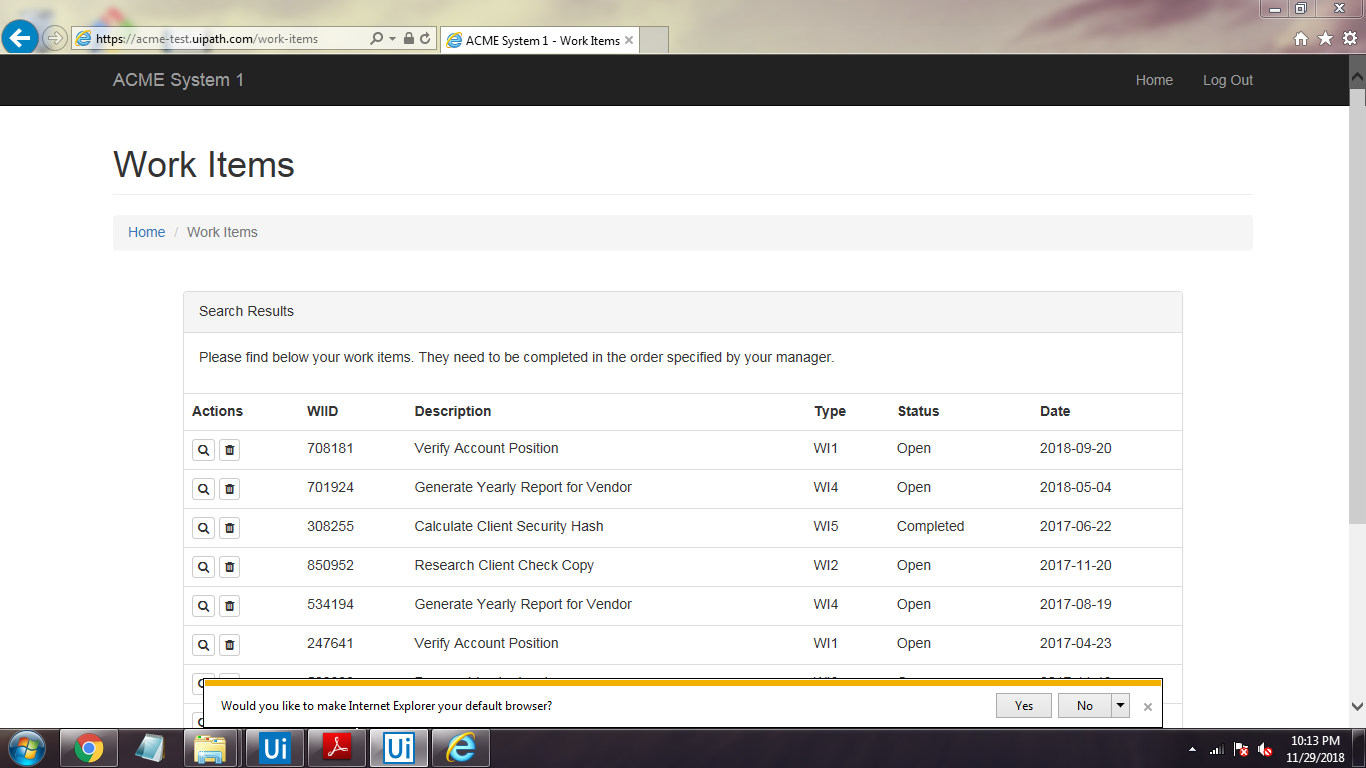 https://acme-test.uipath.com/work-items
ACME System 1 - Work Items
ACME System 1
Home
Log Out
Work Items
Home / Work Items
Search Results
Please find below your work items. They need to be completed in the order specified by your manager.
Actions WIID Description Type Status Date
708181 Verify Account Position WI1 Open 2018-09-20
701924 Generate Yearly Report for Vendor WI4 Open 2018-05-04
308255 Calculate Client Security Hash WI5 Completed 2017-06-22
850952 Research Client Check Copy WI2 Open 2017-11-20
534194 Generate Yearly Report for Vendor WI4 Open 2017-08-19
247641 Verify Account Position WI1 Open 2017-04-23
Would you like to make Internet Explorer your default browser?
Yes
No
Ui
Ui
10:13 PM
11/29/2018